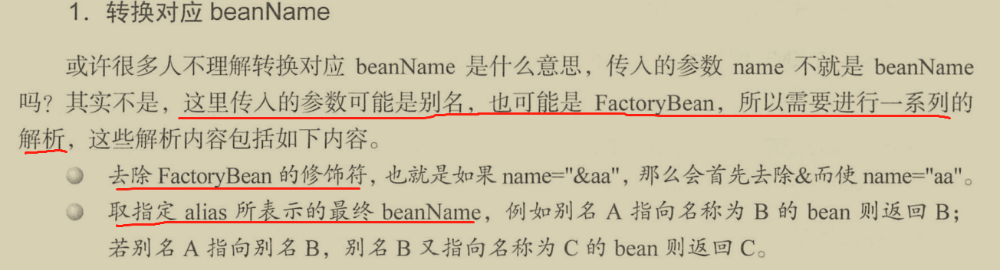 1. 转换对应 beanName
或许很多人不理解转换对应 beanName 是什么意思，传入的参数 name 不就是 beanName
吗？其实不是，这里传入的参数可能是别名，也可能是 FactoryBean，所以需要进行一系列的
解析，这些解析内容包括如下内容。
去除 FactoryBean 的修饰符，也就是如果 name="&aa"，那么会首先去除&而使 name="aa"。
取指定 alias 所表示的最终 beanName，例如别名 A 指向名称为 B 的 bean 则返回 B；
若别名 A 指向别名 B，别名 B 又指向名称为 C 的 bean 则返回 C。